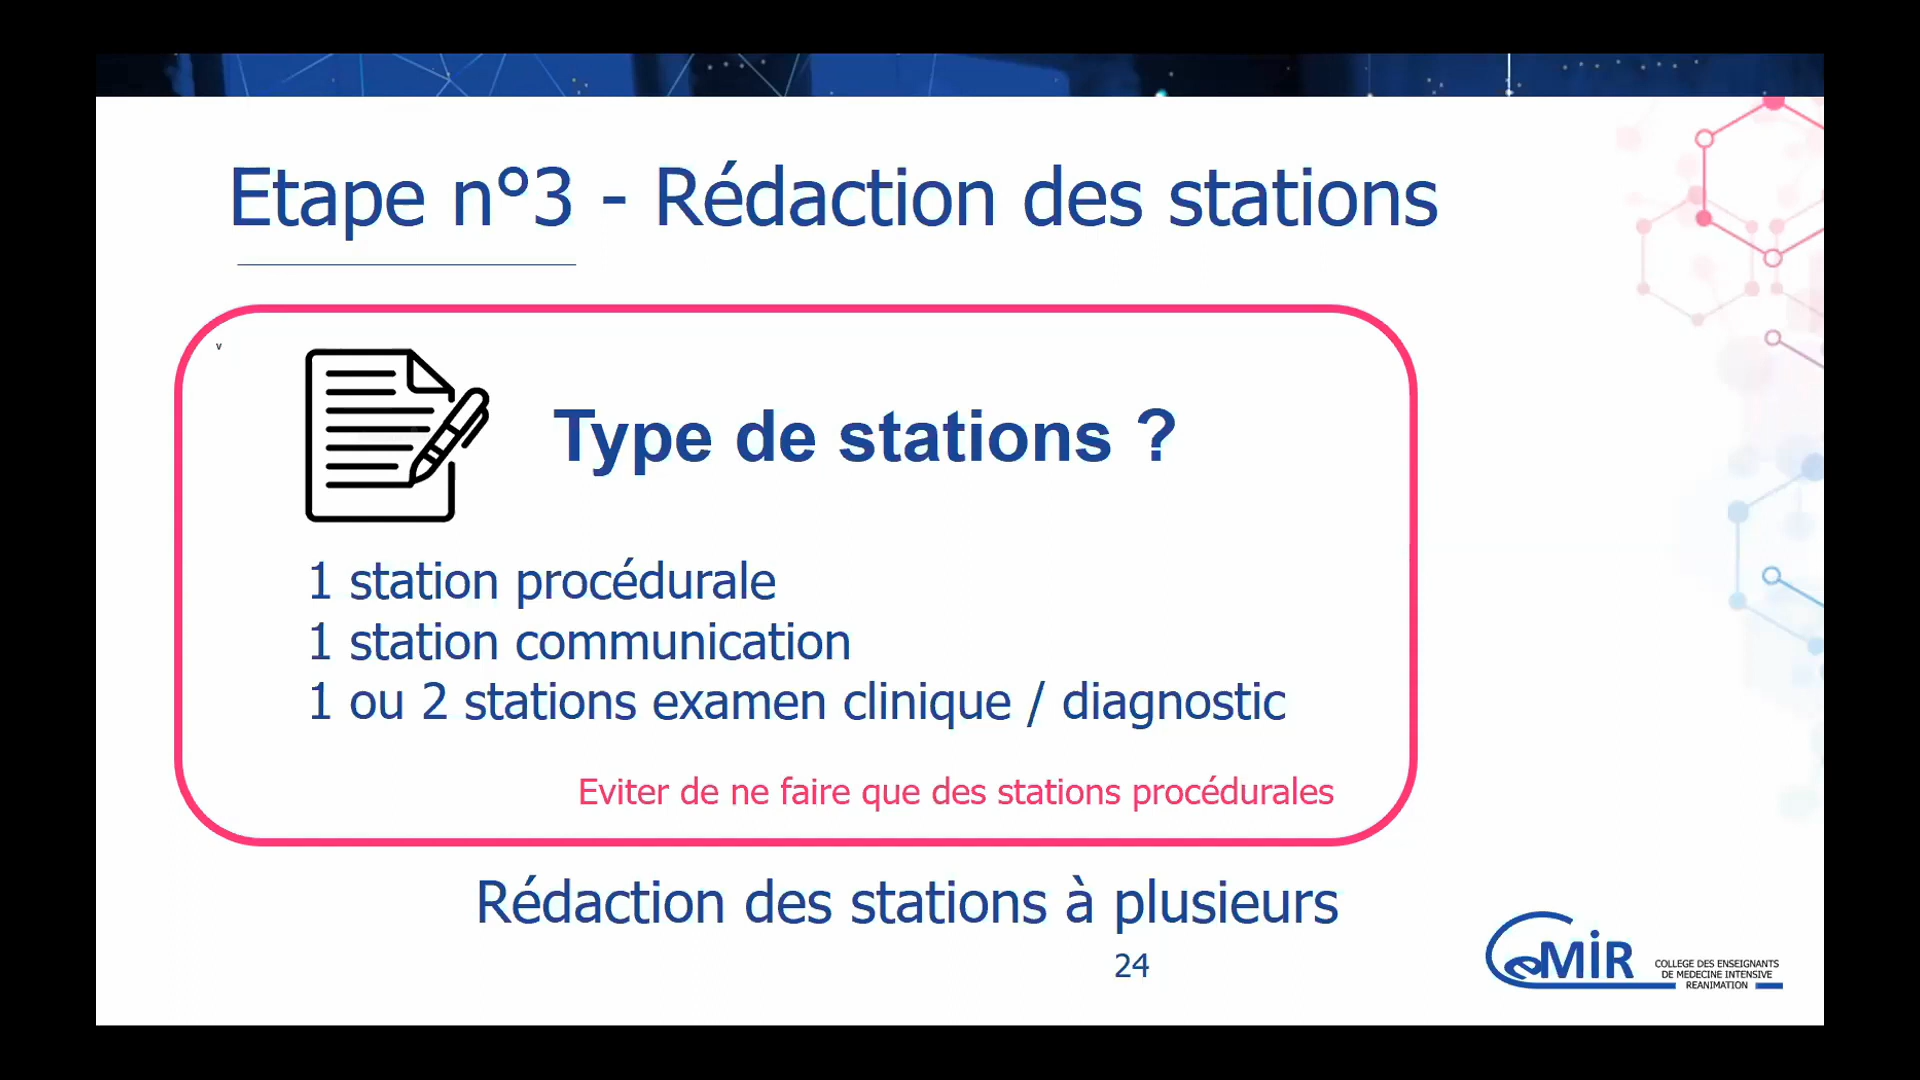 Etape n°3 - Rédaction des stations
v
Type de stations ?
1 station procédurale
1 station communication
1 ou 2 stations examen clinique / diagnostic
Eviter de ne faire que des stations procédurales
Rédaction des stations à plusieurs
24
CeMiR
COLLEGE DES ENSEIGNANTS
DE MEDECINE INTENSIVE
REANIMATION